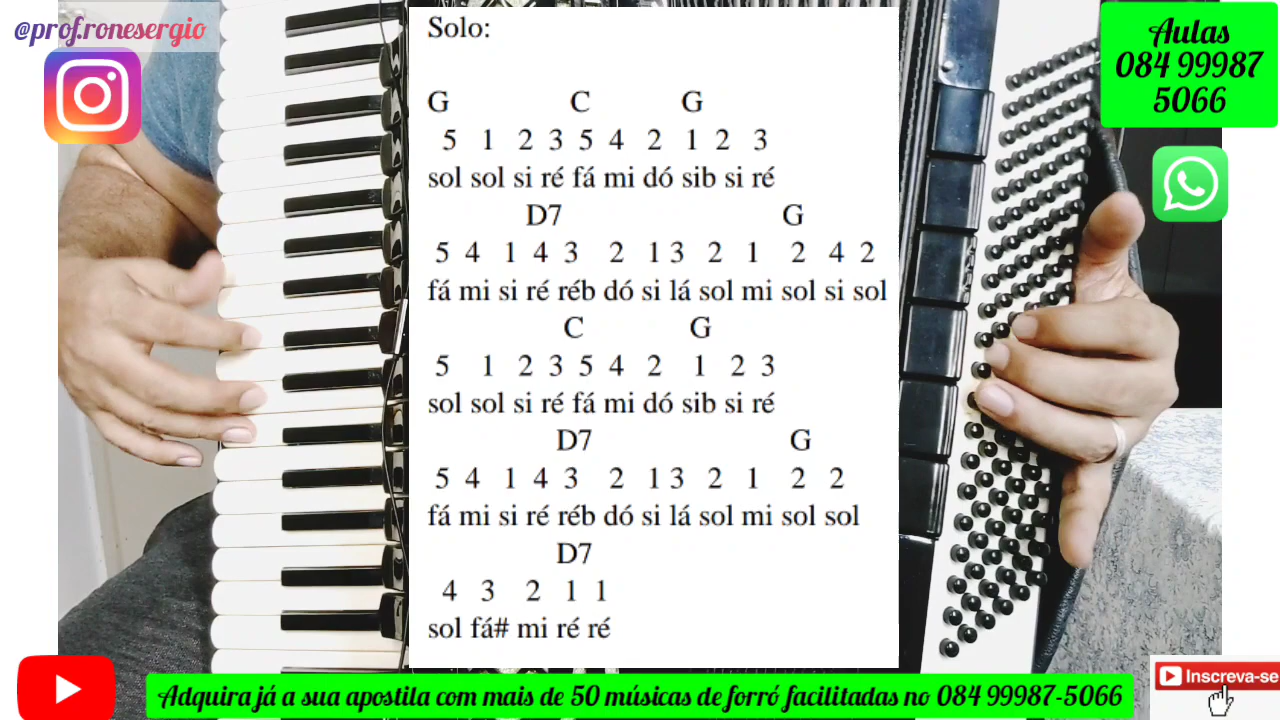 @prof.ronesergio
Solo:
G C G
5 1 2 3 5 4 2 1 2 3
sol sol si ré fá mi dó sib si ré
D7 G
5 4 1 4 3 2 1 3 2 1 2 4 2
fá mi si ré réb dó si lá sol mi sol si sol
C G
5 1 2 3 5 4 2 1 2 3
sol sol si ré fá mi dó sib si ré
D7 G
5 4 1 4 3 2 1 3 2 1 2 2
fá mi si ré réb dó si lá sol mi sol sol
D7
4 3 2 1 1
sol fá# mi ré ré
Aulas
084 99987
5066
Adquira já a sua apostila com mais de 50 músicas de forró facilitadas no 084 99987-5066
Inscreva-se